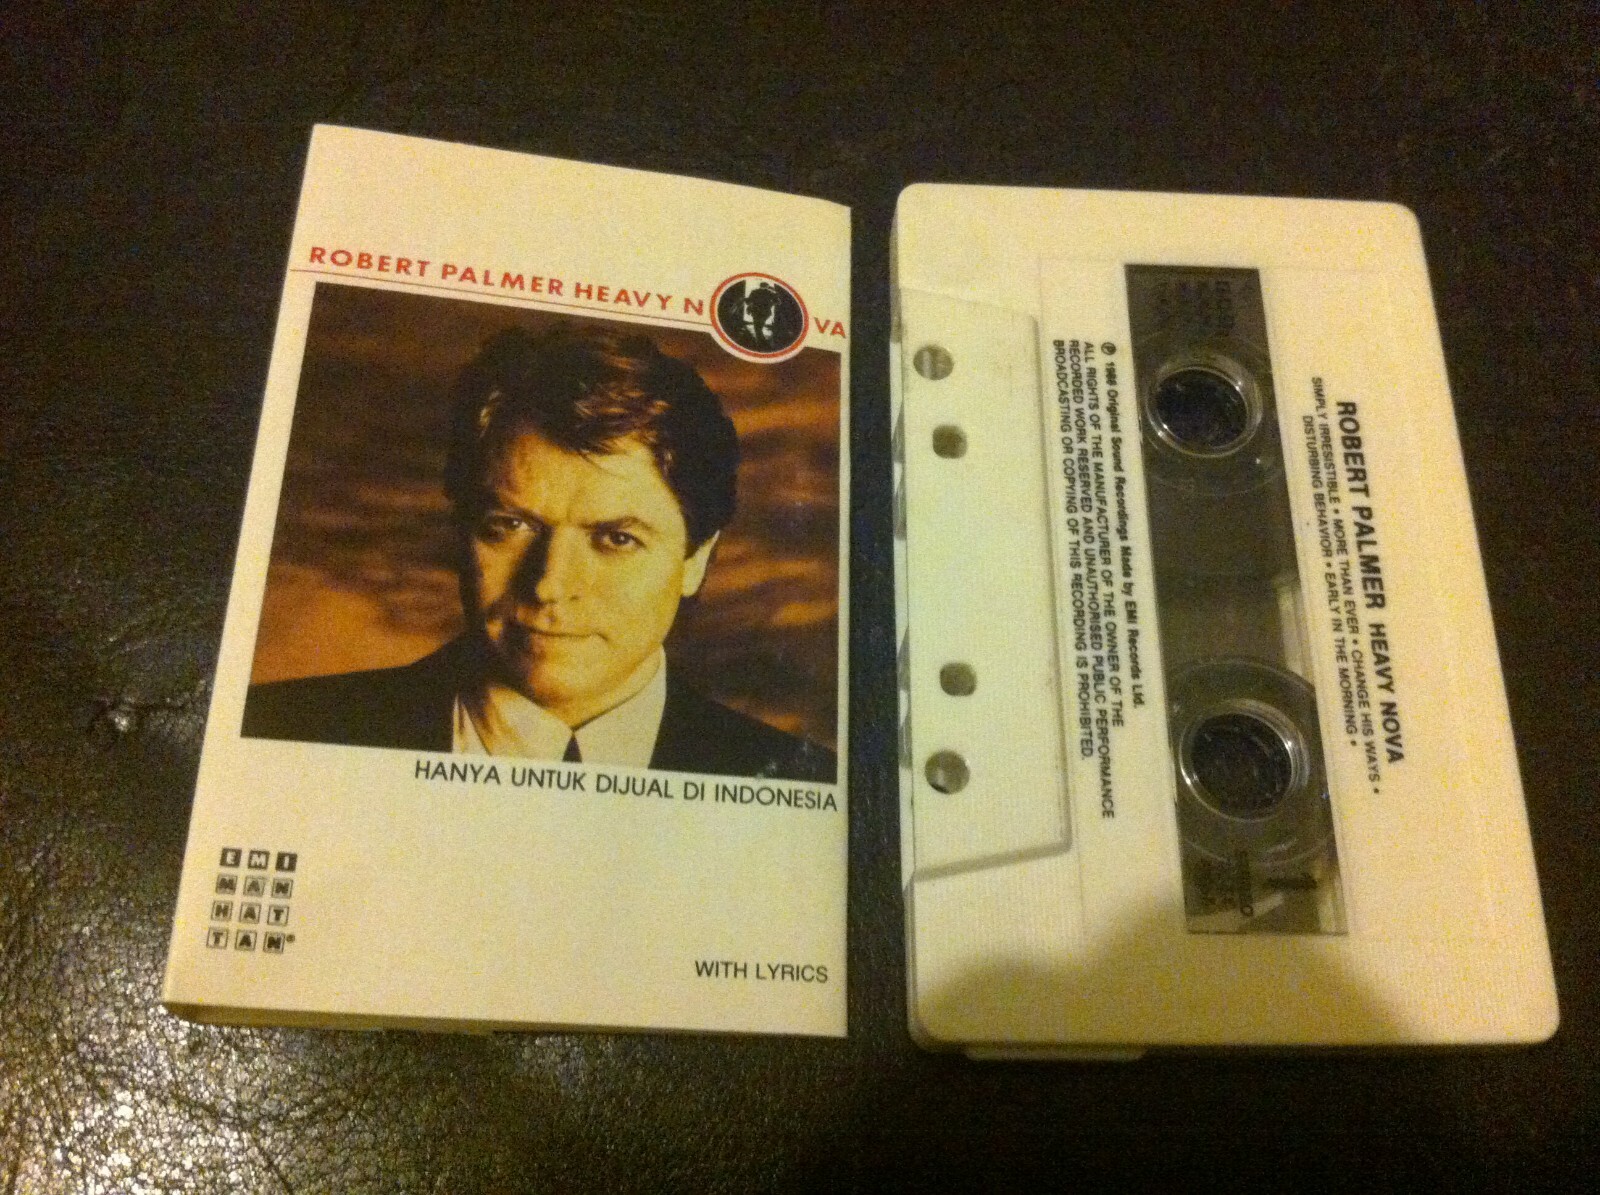 ROBERT PALMER HEAVY NOVA
HANYA UNTUK DIJUAL DI INDONESIA
EMI
MAN
HAT
TAN®
WITH LYRICS
ROBERT PALMER HEAVY NOVA
SIMPLY IRRESISTIBLE • MORE THAN EVER • CHANGE HIS WAYS •
DISTURBING BEHAVIOR • EARLY IN THE MORNING •
℗ 1988 Original Sound Recordings Made by EMI Records Ltd.
ALL RIGHTS OF THE MANUFACTURER OF THE OWNER OF THE
RECORDED WORK RESERVED AND UNAUTHORISED PUBLIC PERFORMANCE
BROADCASTING OR COPYING OF THIS RECORDING IS PROHIBITED.
1